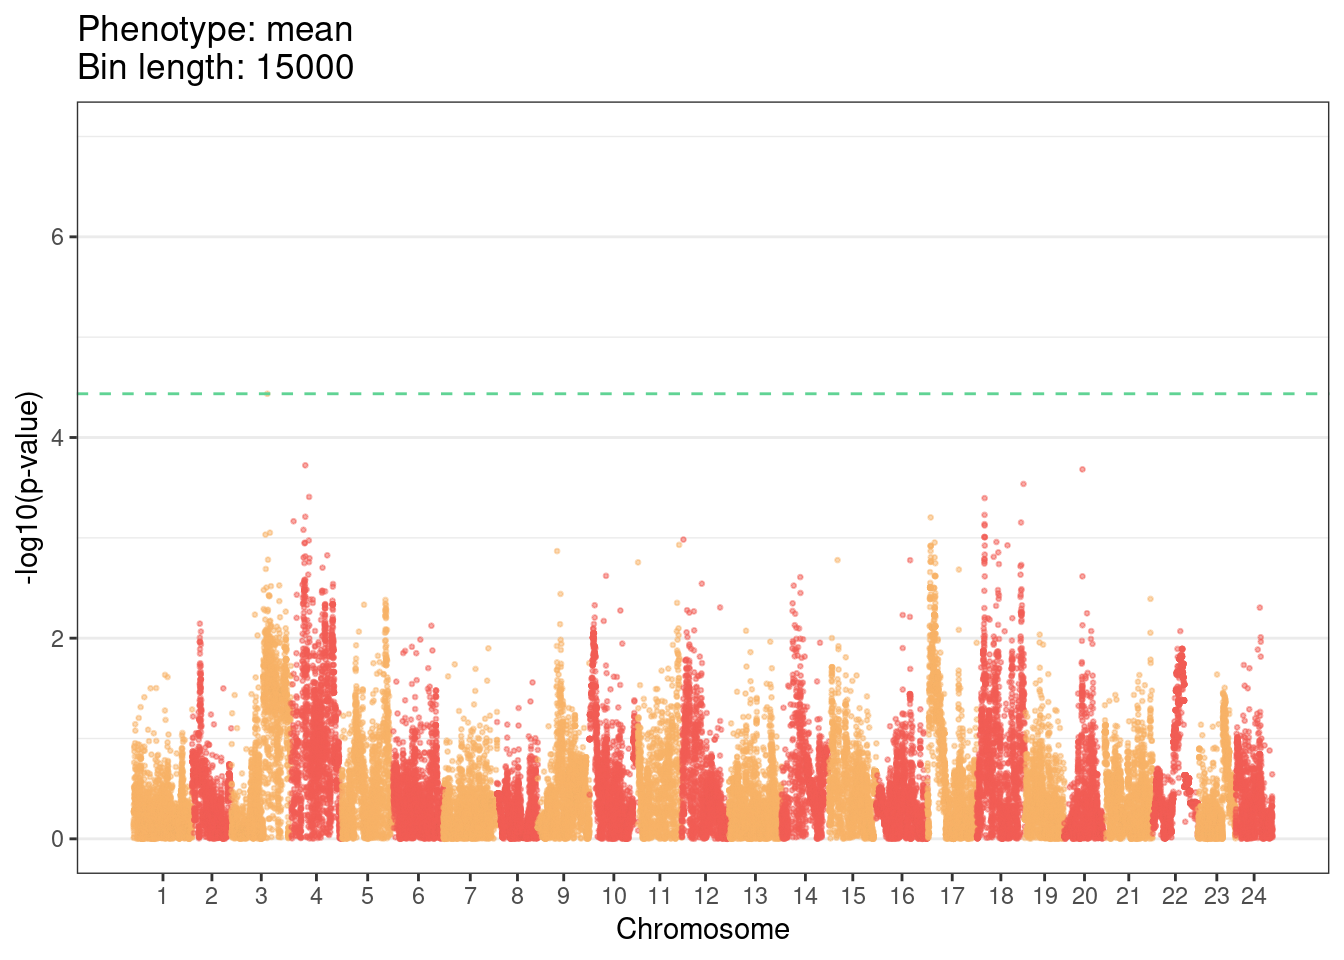 Phenotype: mean
Bin length: 15000
-log10(p-value)
6
4
2
0
1 2 3 4 5 6 7 8 9 10 11 12 13 14 15 16 17 18 19 20 21 22 23 24
Chromosome